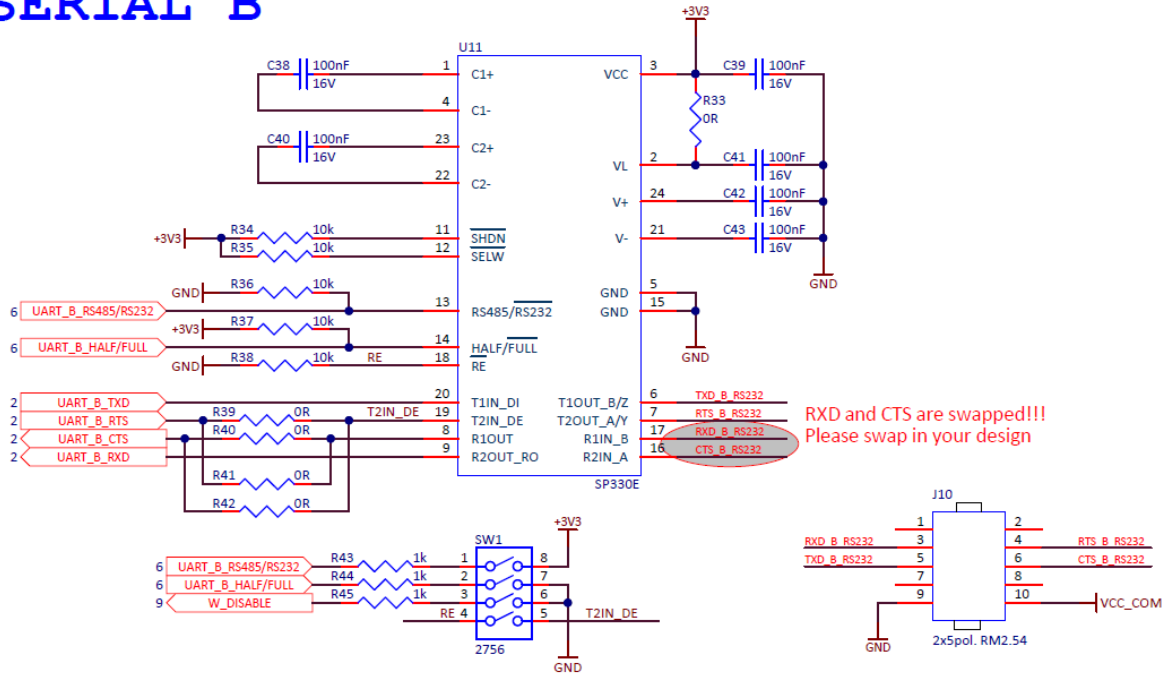 SERIAL B
+3V3
U11
C38 100nF 1 C1+ VCC 3 C39 100nF
16V 16V
R33
0R
4 C1-
C40 100nF 23 C2+
16V
VL 2 C41 100nF
16V
22 C2-
V+ 24 C42 100nF
16V
+3V3 R34 10k 11 SHDN V- 21 C43 100nF
16V
R35 10k 12 SELW
GND
GND R36 10k GND 5
6 UART_B_RS485/RS232 13 RS485/RS232 GND 15
+3V3 R37 10k
6 UART_B_HALF/FULL 14 HALF/FULL
GND
GND R38 10k RE 18 RE
2 UART_B_TXD 20 T1IN_DI T1OUT_B/Z 6 TXD_B_RS232
2 UART_B_RTS R39 0R T2IN_DE 19 T2IN_DE T2OUT_A/Y 7 RTS_B_RS232
2 UART_B_CTS R40 0R 8 R1OUT R1IN_B 17 RXD_B_RS232
2 UART_B_RXD 9 R2OUT_RO R2IN_A 16 CTS_B_RS232
RXD and CTS are swapped!!!
Please swap in your design
R41 0R
SP330E
R42 0R
J10
+3V3
SW1
1 2
RXD_B_RS232 3 4 RTS_B_RS232
TXD_B_RS232 5 6 CTS_B_RS232
7 8
9 10 VCC_COM
GND
2x5pol. RM2.54
6 UART_B_RS485/RS232 R43 1k 1 8
6 UART_B_HALF/FULL R44 1k 2 7
9 W_DISABLE R45 1k 3 6
RE 4 5 T2IN_DE
2756
GND